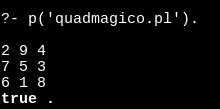 ?- p('quadmagico.pl').
2 9 4
7 5 3
6 1 8
true .